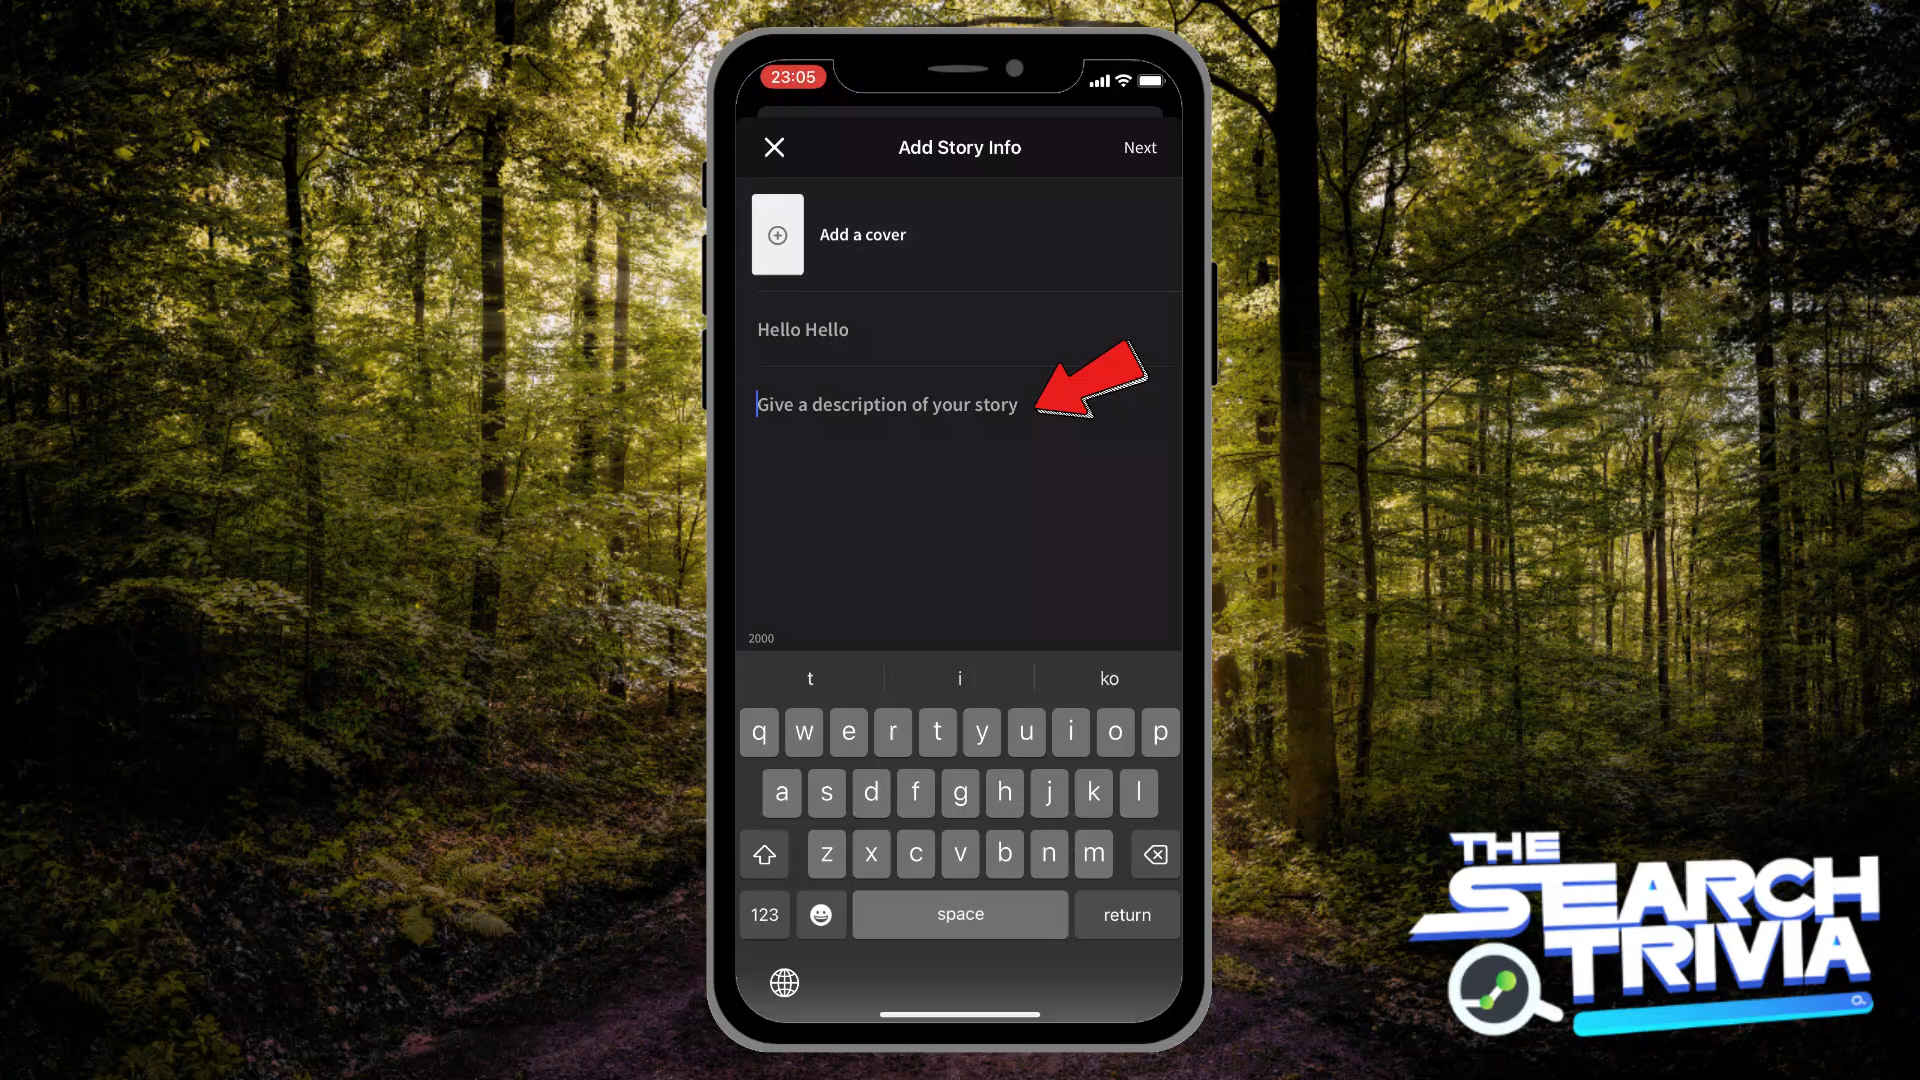 23:05
Add Story Info
Next
Add a cover
Hello Hello
Give a description of your story
2000
t i ko
q w e r t y u i o p
a s d f g h j k l
z x c v b n m
123 space return
THE
SEARCH
TRIVIA